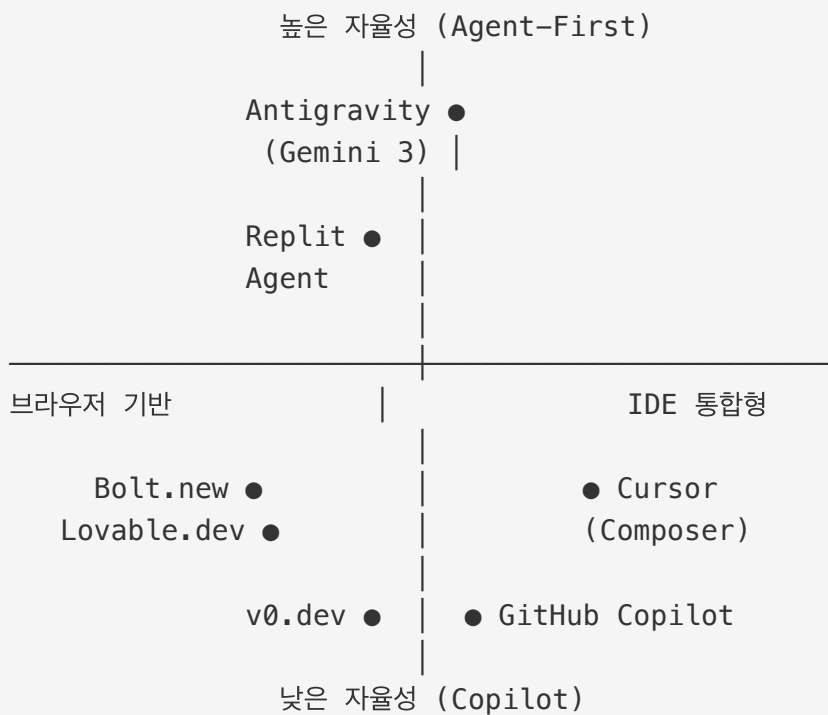 높은 자율성 (Agent-First)
Antigravity ●
(Gemini 3)
Replit ●
Agent
브라우저 기반 IDE 통합형
Bolt.new ● ● Cursor
Lovable.dev ● (Composer)
v0.dev ● ● GitHub Copilot
낮은 자율성 (Copilot)